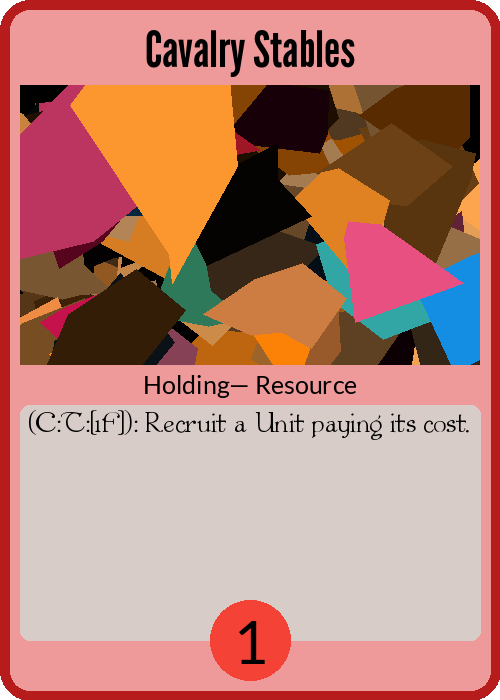 Cavalry Stables
Holding— Resource
(C:T:[1F]): Recruit a Unit paying its cost.
1